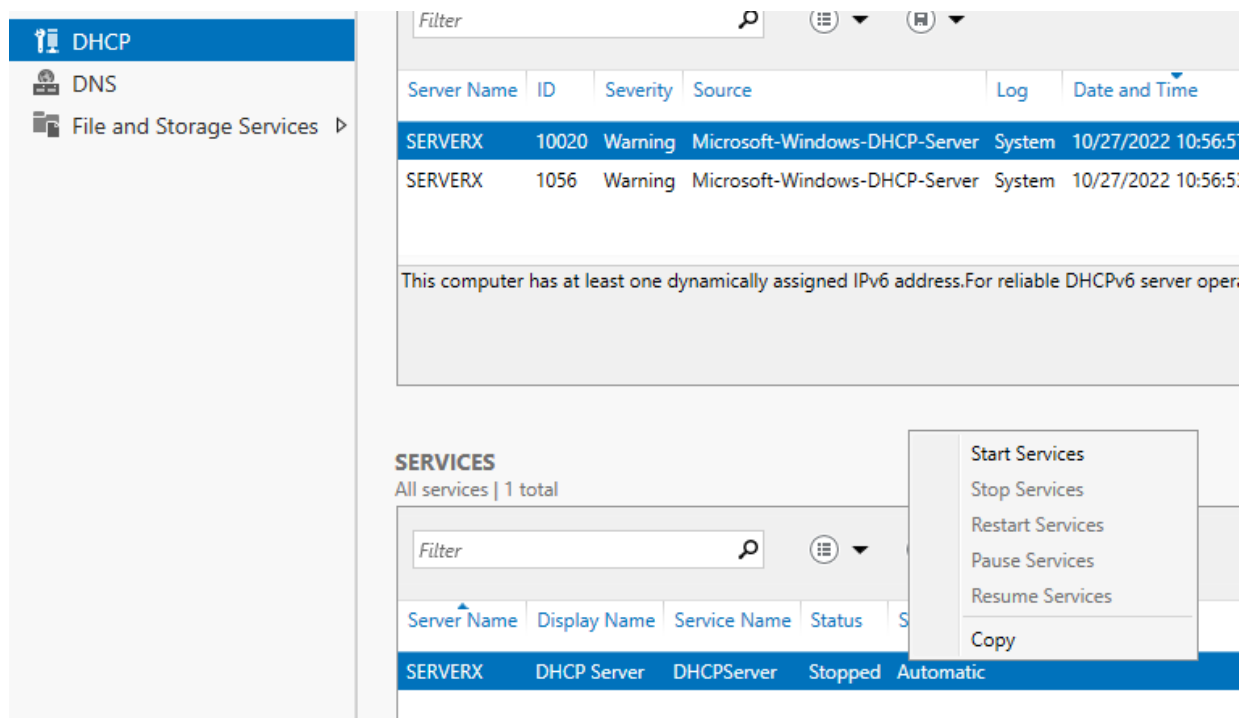 DHCP
DNS
File and Storage Services
Filter
Server Name ID Severity Source Log Date and Time
SERVERX 10020 Warning Microsoft-Windows-DHCP-Server System 10/27/2022 10:56:5
SERVERX 1056 Warning Microsoft-Windows-DHCP-Server System 10/27/2022 10:56:5
This computer has at least one dynamically assigned IPv6 address.For reliable DHCPv6 server oper
SERVICES
All services | 1 total
Filter
Server Name Display Name Service Name Status S
SERVERX DHCP Server DHCPServer Stopped Automatic
Start Services
Stop Services
Restart Services
Pause Services
Resume Services
Copy